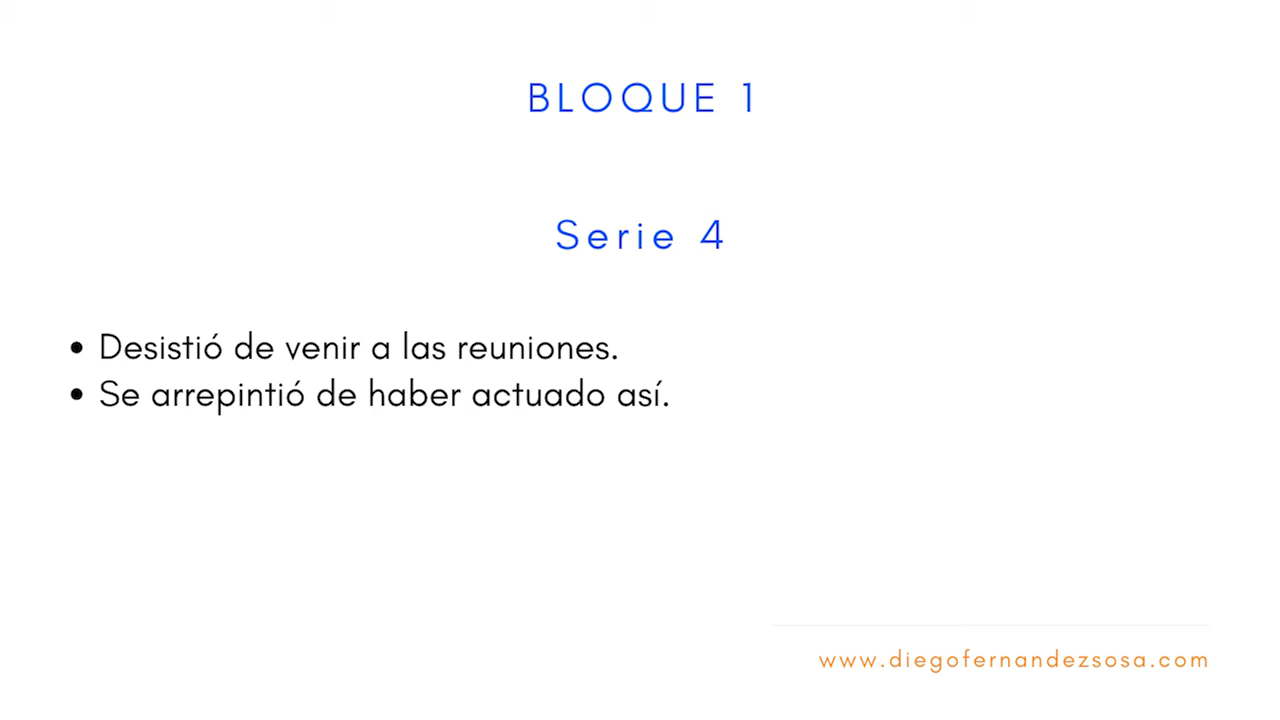 BLOQUE 1
Serie 4
• Desistió de venir a las reuniones.
• Se arrepintió de haber actuado así.
www.diegofernandezsosa.com